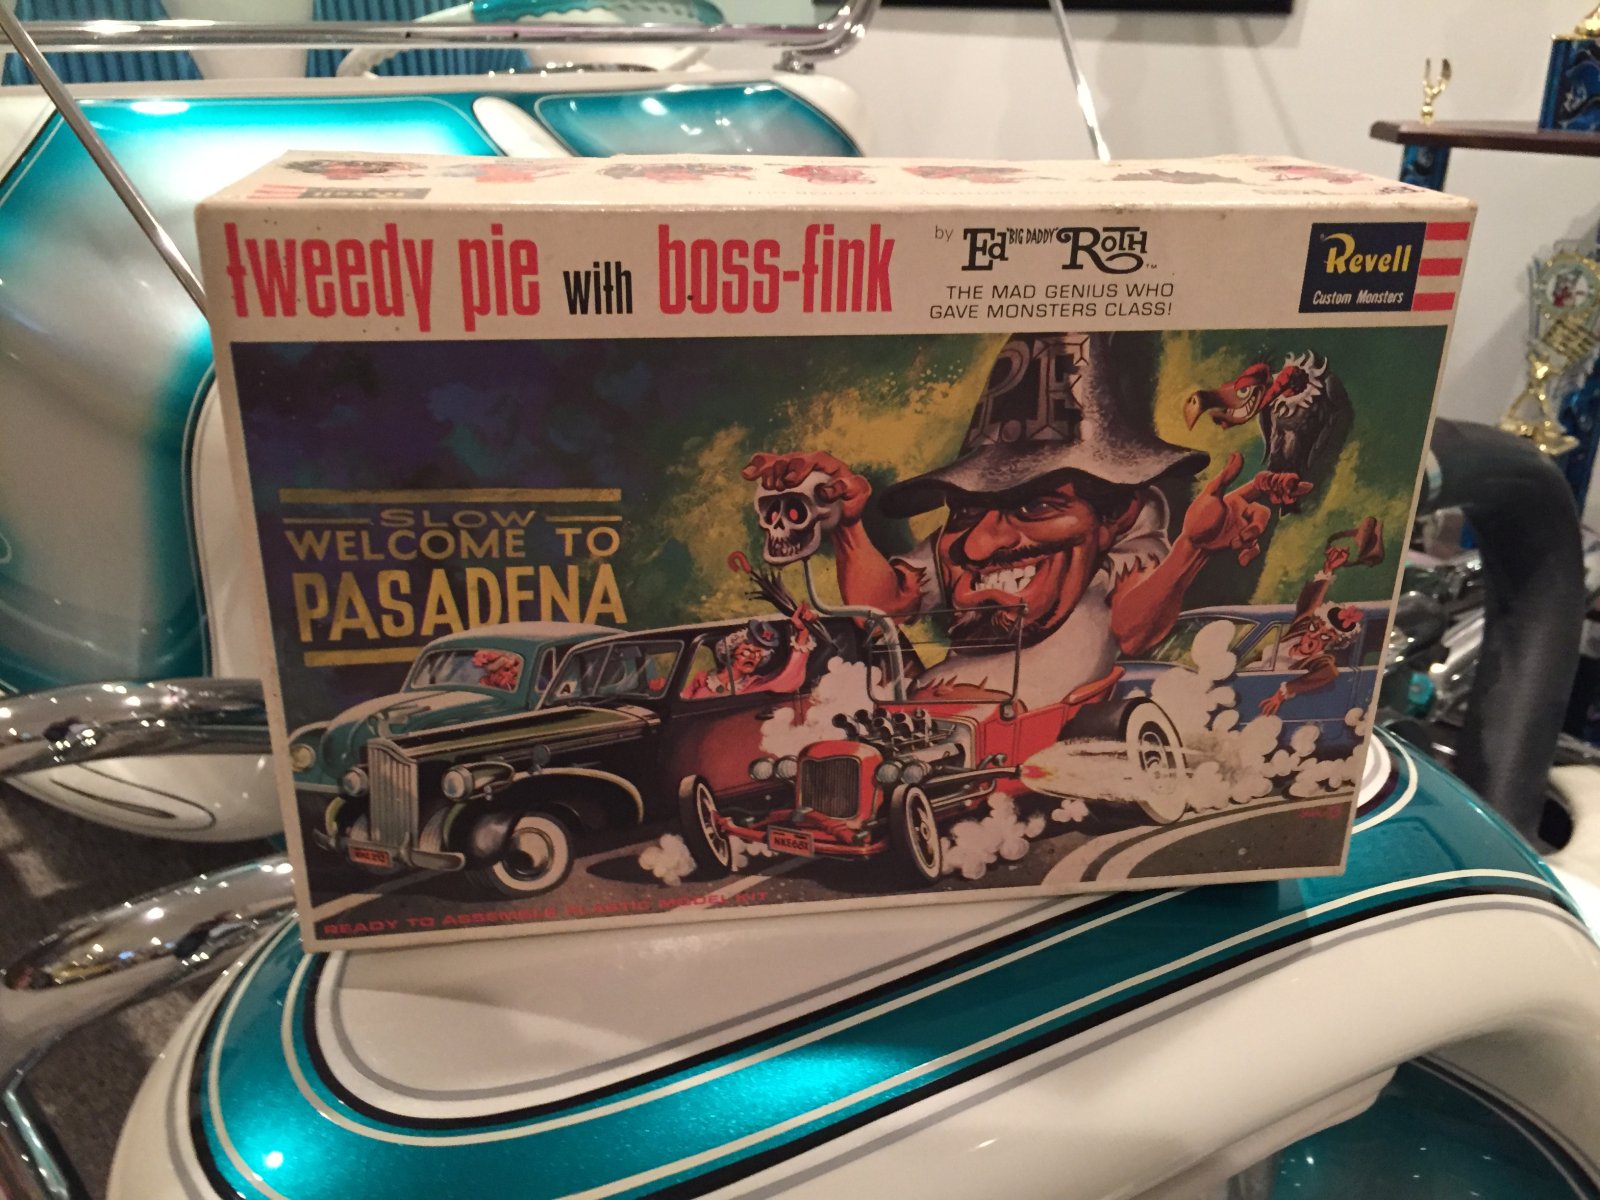 tweedy pie with boss-fink
by Ed "BIG DADDY" ROTH™
THE MAD GENIUS WHO
GAVE MONSTERS CLASS!
Revell
Custom Monsters
P.F.
SLOW
WELCOME TO
PASADENA
READY TO ASSEMBLE PLASTIC MODEL KIT